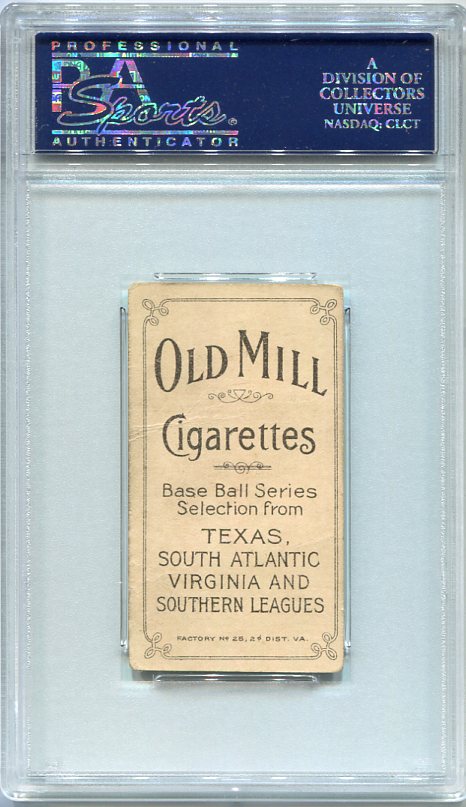 PROFESSIONAL
PSA
Sports®
AUTHENTICATOR
A
DIVISION OF
COLLECTORS
UNIVERSE
NASDAQ: CLCT
OLD MILL
Cigarettes
Base Ball Series
Selection from
TEXAS,
SOUTH ATLANTIC
VIRGINIA AND
SOUTHERN LEAGUES
FACTORY Nº 25, 2ᵈ DIST. VA.